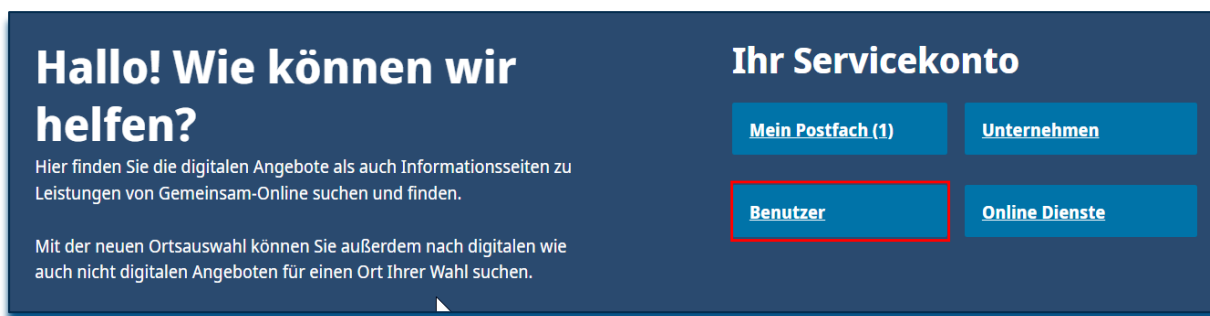 Hallo! Wie können wir
helfen?
Hier finden Sie die digitalen Angebote als auch Informationsseiten zu
Leistungen von Gemeinsam-Online suchen und finden.
Mit der neuen Ortsauswahl können Sie außerdem nach digitalen wie
auch nicht digitalen Angeboten für einen Ort Ihrer Wahl suchen.
Ihr Servicekonto
Mein Postfach (1)
Unternehmen
Benutzer
Online Dienste